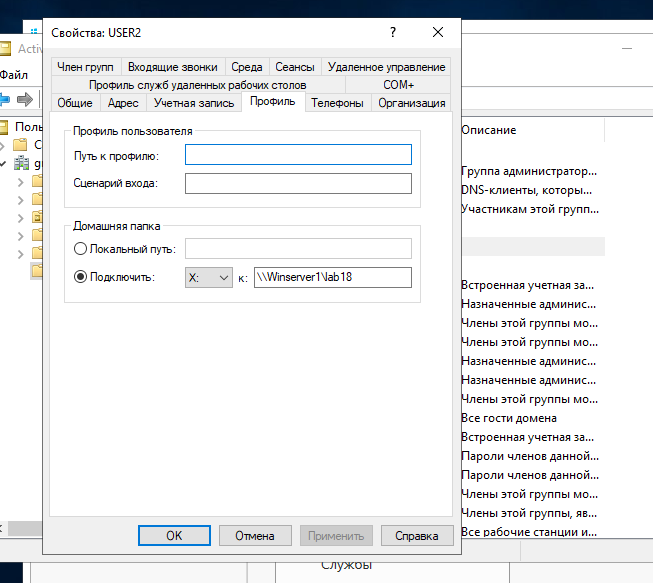 Свойства: USER2
?
Activ
Файл
Член групп
Входящие звонки
Среда
Сеансы
Удаленное управление
Профиль служб удаленных рабочих столов
COM+
Общие
Адрес
Учетная запись
Профиль
Телефоны
Организация
Профиль пользователя
Путь к профилю:
Сценарий входа:
Домашняя папка
Локальный путь:
Подключить:
X:
к:
\\Winserver1\lab18
OK
Отмена
Применить
Справка
Поль
С
g
Описание
Группа администратор...
DNS-клиенты, которы...
Участникам этой групп...
Встроенная учетная за...
Назначенные админис...
Члены этой группы мо...
Члены этой группы мо...
Назначенные админис...
Назначенные админис...
Члены этой группы мо...
Все гости домена
Встроенная учетная за...
Пароли членов данной...
Пароли членов данной...
Члены этой группы мо...
Члены этой группы, яв...
Все рабочие станции и...
Службы